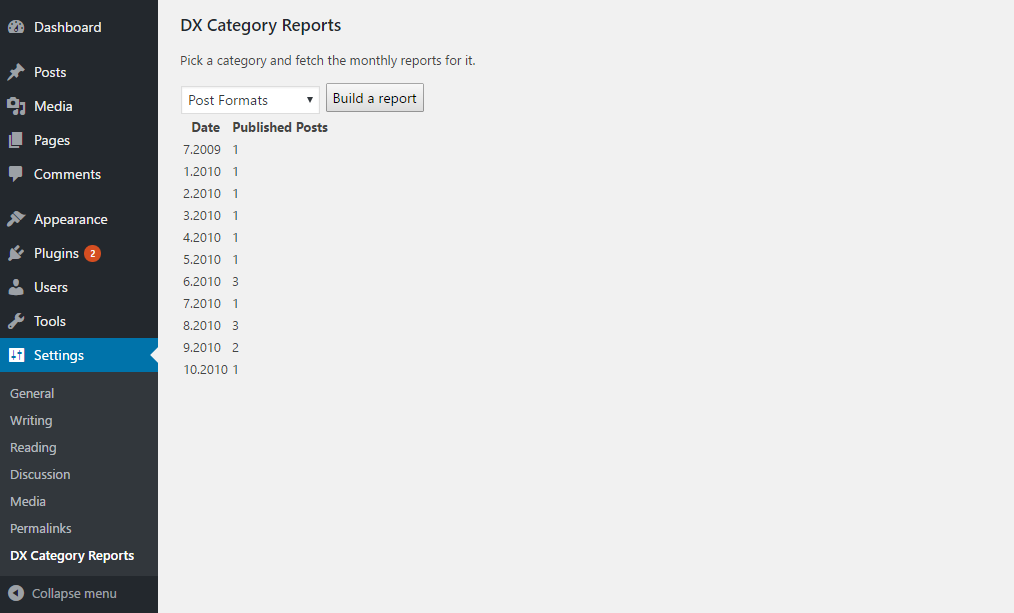 Dashboard
Posts
Media
Pages
Comments
Appearance
Plugins 2
Users
Tools
Settings
General
Writing
Reading
Discussion
Media
Permalinks
DX Category Reports
Collapse menu
DX Category Reports
Pick a category and fetch the monthly reports for it.
Post Formats Build a report
Date Published Posts
7.2009 1
1.2010 1
2.2010 1
3.2010 1
4.2010 1
5.2010 1
6.2010 3
7.2010 1
8.2010 3
9.2010 2
10.2010 1